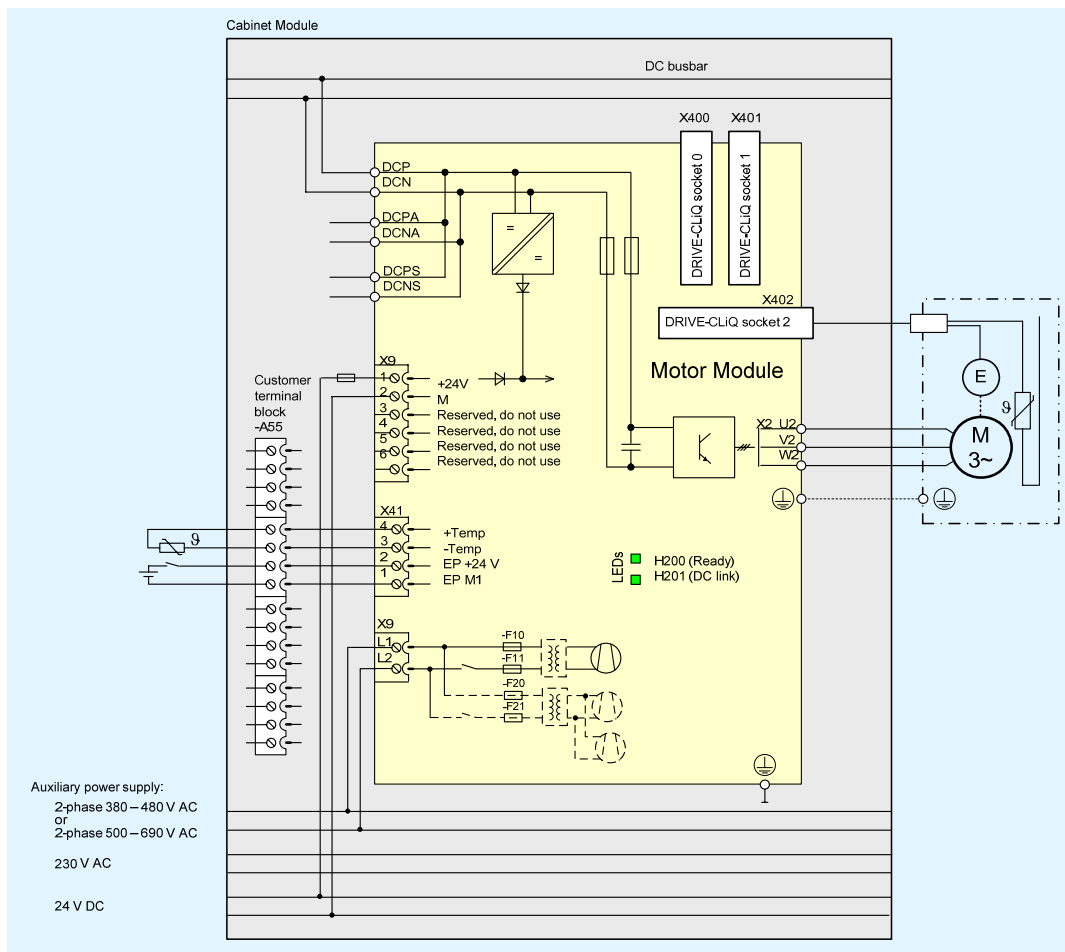 Cabinet Module
DC busbar
X400 X401
DRIVE-CLiQ socket 0
DRIVE-CLiQ socket 1
DCP
DCN
DCPA
DCNA
DCPS
DCNS
=
=
X402
DRIVE-CLiQ socket 2
Motor Module
E
ϑ
M
3~
X9
1
2
3
4
5
6
+24V
M
Reserved, do not use
Reserved, do not use
Reserved, do not use
Reserved, do not use
Customer
terminal
block
-A55
X2 U2
V2
W2
X41
4
3
2
1
+Temp
-Temp
EP +24 V
EP M1
ϑ
LEDs
H200 (Ready)
H201 (DC link)
X9
L1
L2
-F10
-F11
-F20
-F21
Auxiliary power supply:
2-phase 380 – 480 V AC
or
2-phase 500 – 690 V AC
230 V AC
24 V DC